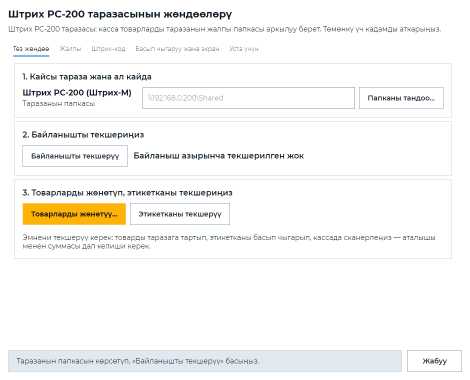 Штрих РС-200 таразасынын жөндөөлөрү
Штрих РС-200 таразасы: касса товарларды таразанын жалпы папкасы аркылуу берет. Төмөнкү үч кадамды аткарыңыз.
Тез жөндөө Жалпы Штрих-код Басып чыгаруу жана экран Уста үчүн
1. Кайсы тараза жана ал кайда
Штрих РС-200 (Штрих-М)
Таразанын папкасы
\\192.168.0.200\Shared
Папканы тандоо...
2. Байланышты текшериңиз
Байланышты текшерүү
Байланыш азырынча текшерилген жок
3. Товарларды жөнөтүп, этикетканы текшериңиз
Товарларды жөнөтүү...
Этикетканы текшерүү
Эмнени текшерүү керек: товарды таразага тартып, этикетканы басып чыгарып, кассада сканерлеңиз — аталышы
менен суммасы дал келиши керек.
Таразанын папкасын көрсөтүп, «Байланышты текшерүү» басыңыз.
Жабуу